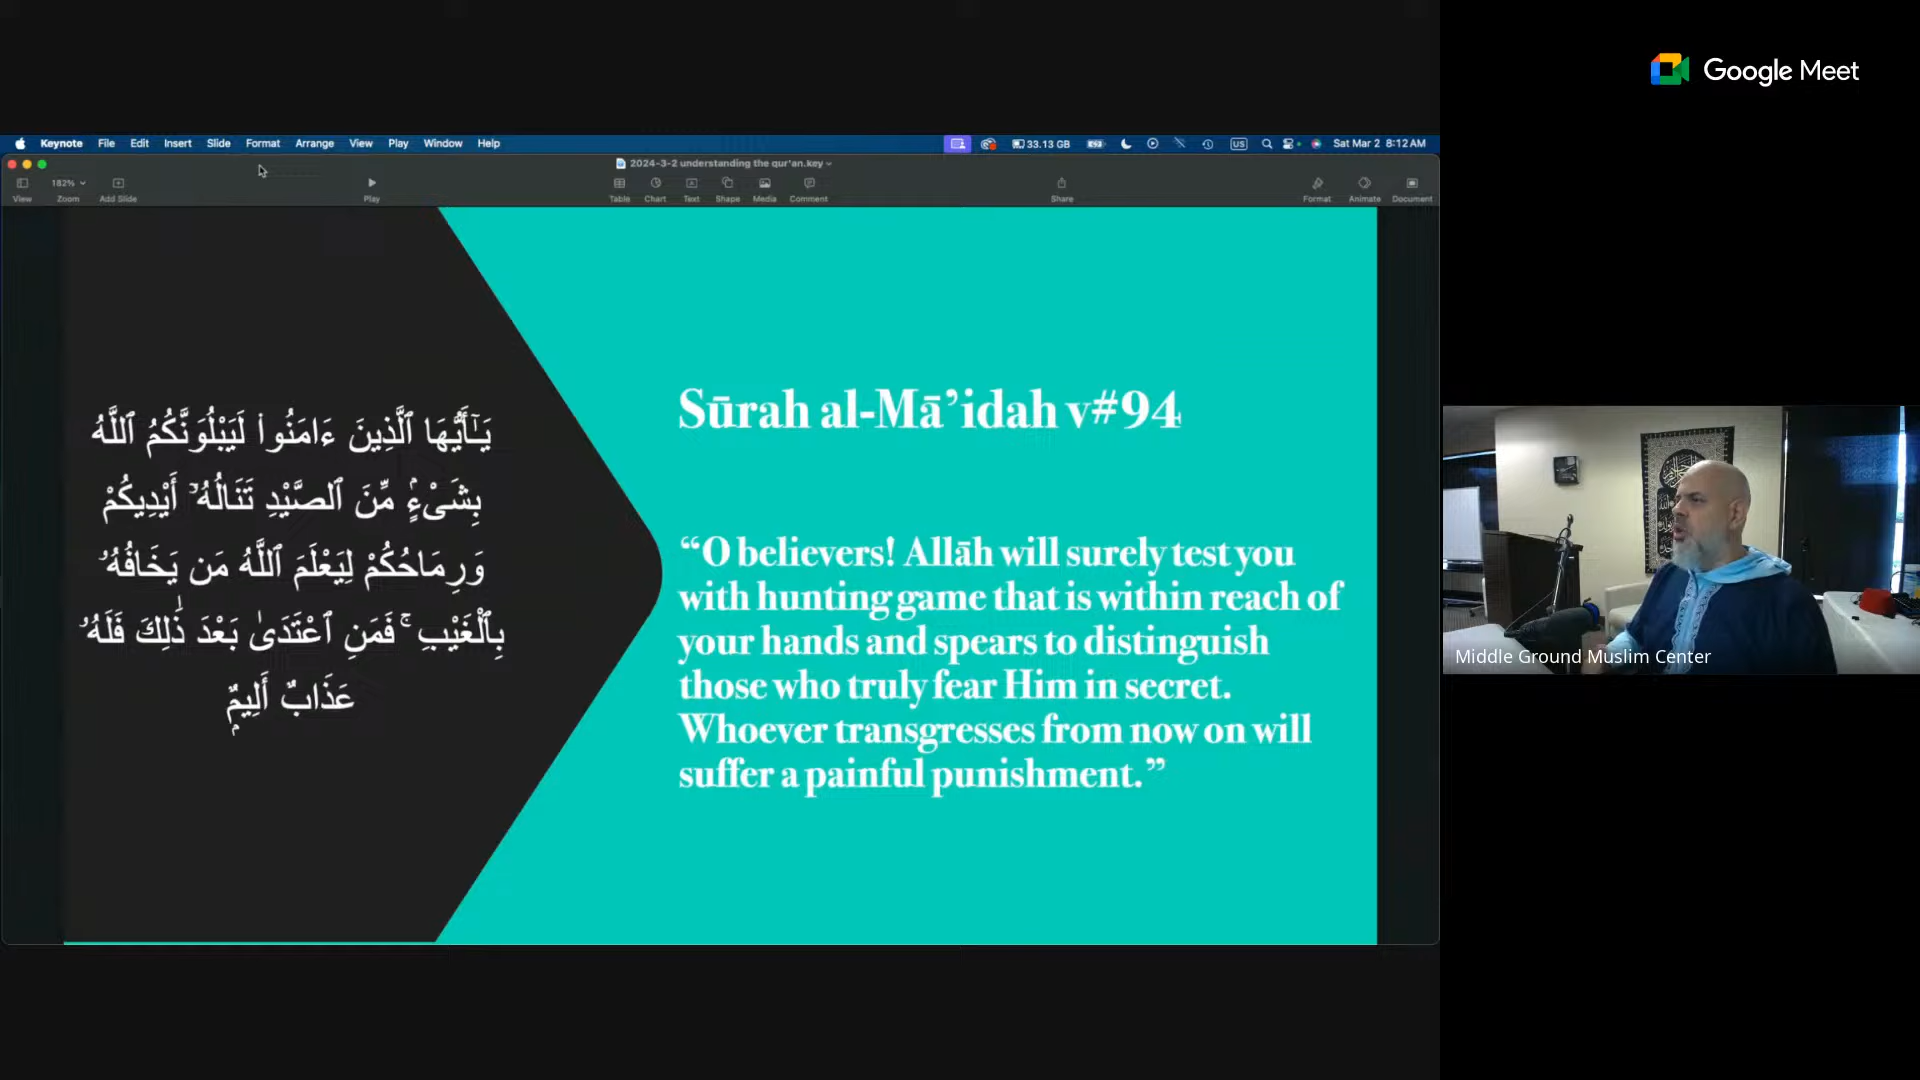 Google Meet
Keynote File Edit Insert Slide Format Arrange View Play Window Help
33.13 GB US Sat Mar 2 8:12 AM
2024-3-2 understanding the qur'an.key
182%
View Zoom Add Slide Play Table Chart Text Shape Media Comment Share Format Animate Document
يَـٰٓأَيُّهَا ٱلَّذِينَ ءَامَنُوا۟ لَيَبْلُوَنَّكُمُ ٱللَّهُ
بِشَىْءٍۢ مِّنَ ٱلصَّيْدِ تَنَالُهُۥٓ أَيْدِيكُمْ
وَرِمَاحُكُمْ لِيَعْلَمَ ٱللَّهُ مَن يَخَافُهُۥ
بِٱلْغَيْبِ ۚ فَمَنِ ٱعْتَدَىٰ بَعْدَ ذَٰلِكَ فَلَهُۥ
عَذَابٌ أَلِيمٌۭ
Sūrah al-Mā’idah v#94
“O believers! Allāh will surely test you
with hunting game that is within reach of
your hands and spears to distinguish
those who truly fear Him in secret.
Whoever transgresses from now on will
suffer a painful punishment.”
Middle Ground Muslim Center